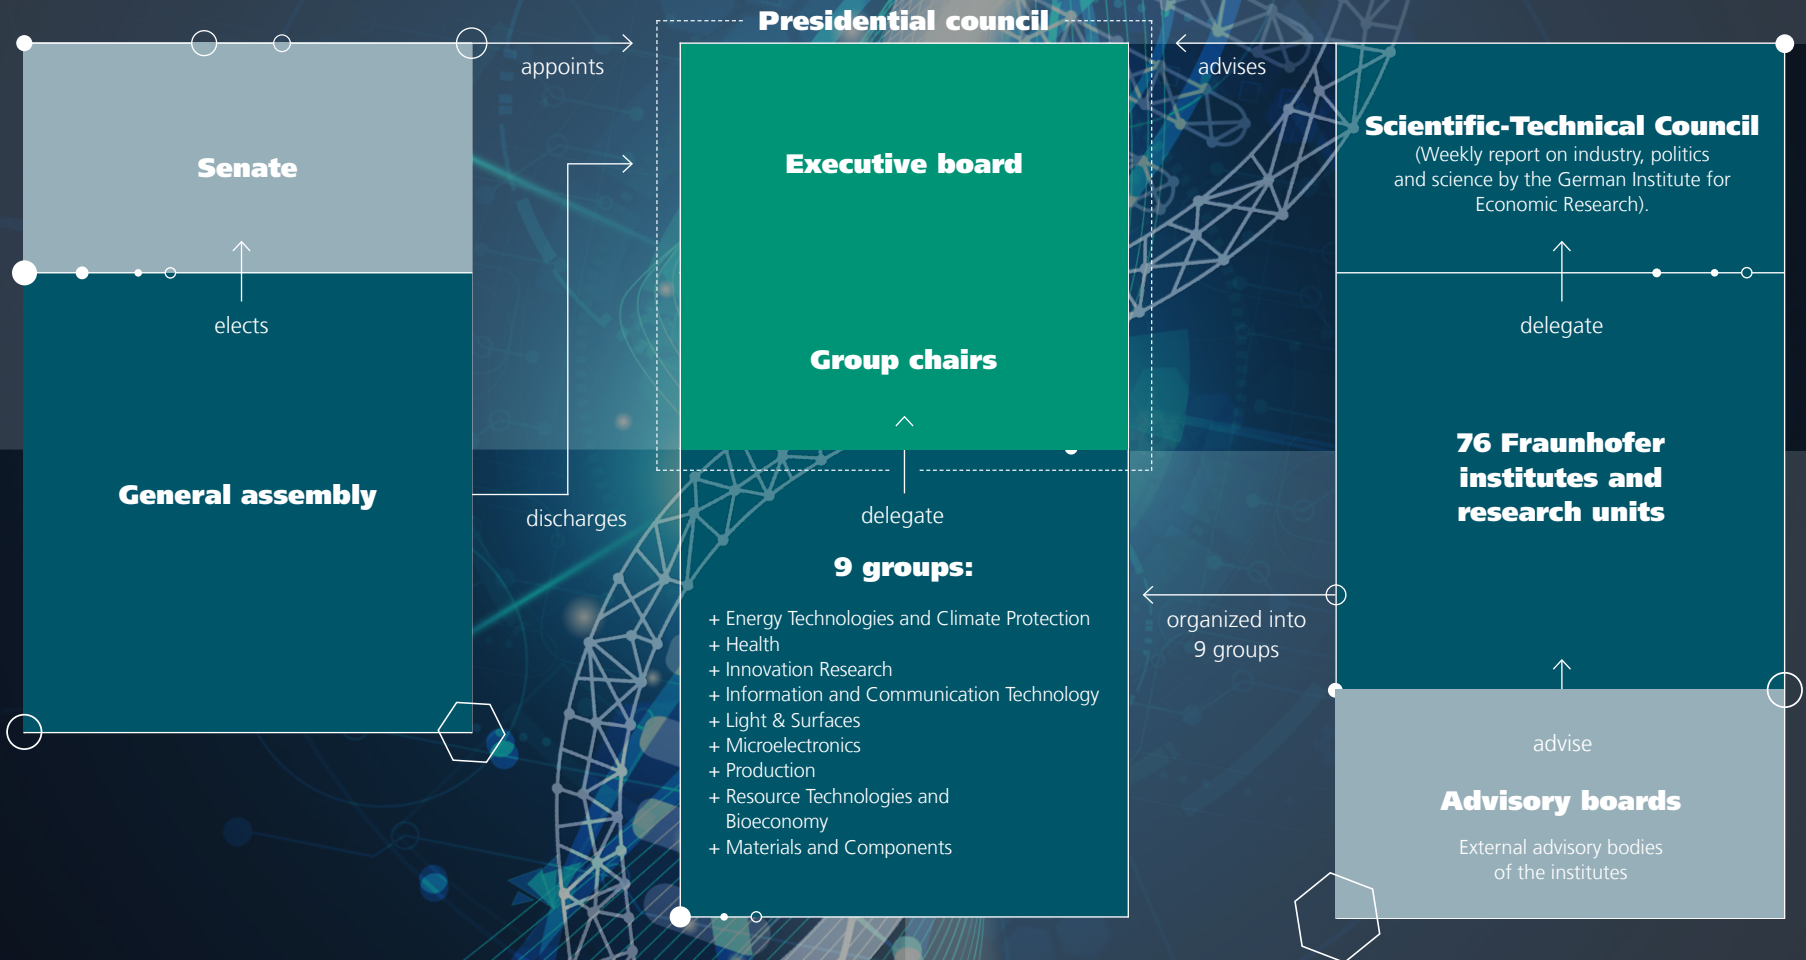 Presidential council
appoints
advises
Senate
elects
General assembly
discharges
Executive board
Group chairs
delegate
9 groups:
+ Energy Technologies and Climate Protection
+ Health
+ Innovation Research
+ Information and Communication Technology
+ Light & Surfaces
+ Microelectronics
+ Production
+ Resource Technologies and
Bioeconomy
+ Materials and Components
organized into
9 groups
Scientific-Technical Council
(Weekly report on industry, politics
and science by the German Institute for
Economic Research).
delegate
76 Fraunhofer
institutes and
research units
advise
Advisory boards
External advisory bodies
of the institutes